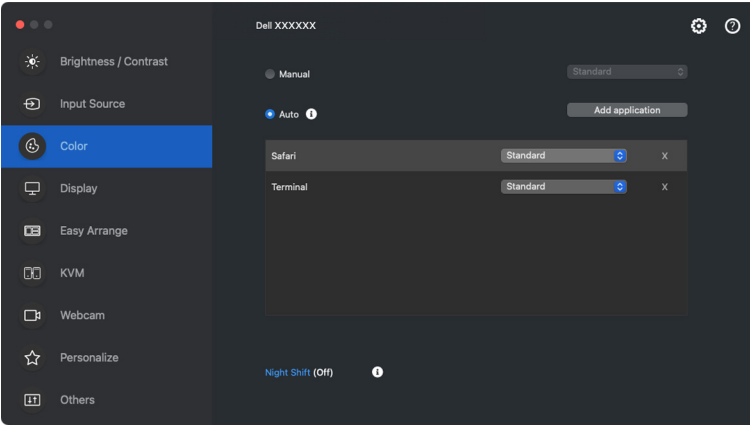 Dell XXXXXX
Brightness / Contrast
Input Source
Color
Display
Easy Arrange
KVM
Webcam
Personalize
Others
Manual
Standard
Auto
Add application
Safari Standard X
Terminal Standard X
Night Shift (Off)